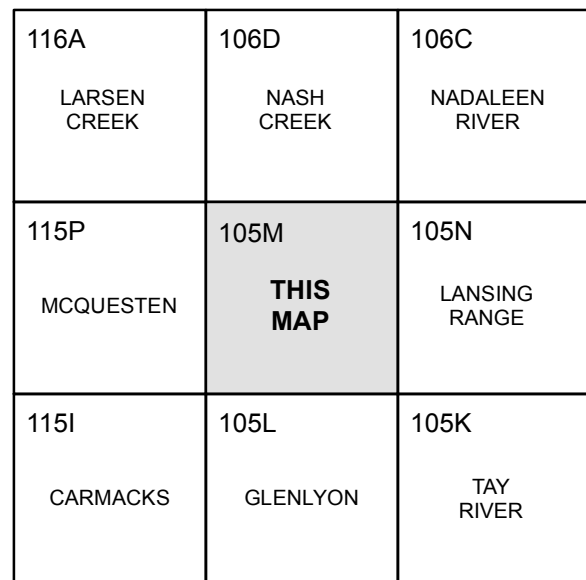 116A
LARSEN
CREEK
106D
NASH
CREEK
106C
NADALEEN
RIVER
115P
MCQUESTEN
105M
THIS
MAP
105N
LANSING
RANGE
115I
CARMACKS
105L
GLENLYON
105K
TAY
RIVER